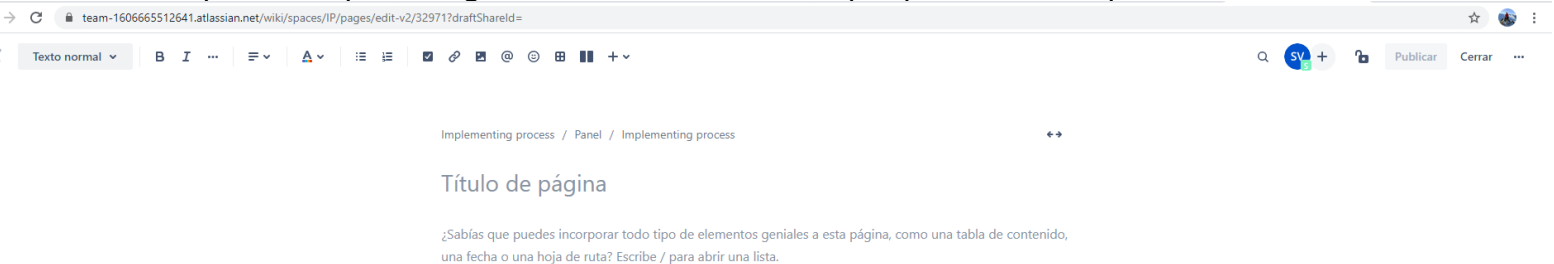 team-1606665512641.atlassian.net/wiki/spaces/IP/pages/edit-v2/32971?draftShareId=
Texto normal B I ... A @ + SV S + Publicar Cerrar ...
Implementing process / Panel / Implementing process
Título de página
¿Sabías que puedes incorporar todo tipo de elementos geniales a esta página, como una tabla de contenido,
una fecha o una hoja de ruta? Escribe / para abrir una lista.